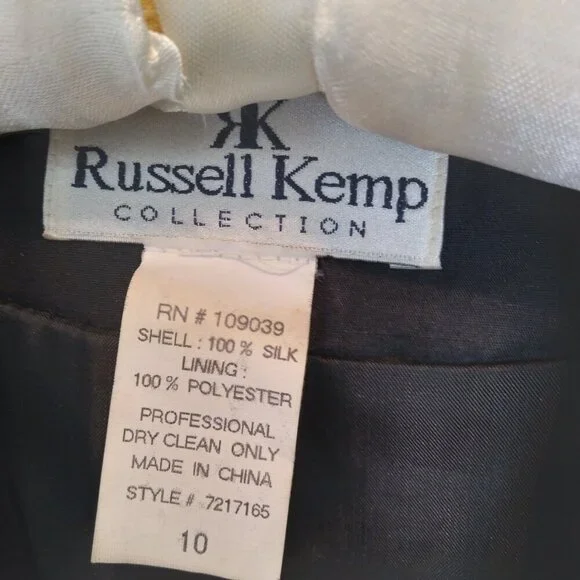 RK
Russell Kemp
COLLECTION
RN # 109039
SHELL : 100 % SILK
LINING :
100 % POLYESTER
PROFESSIONAL
DRY CLEAN ONLY
MADE IN CHINA
STYLE # 7217165
10